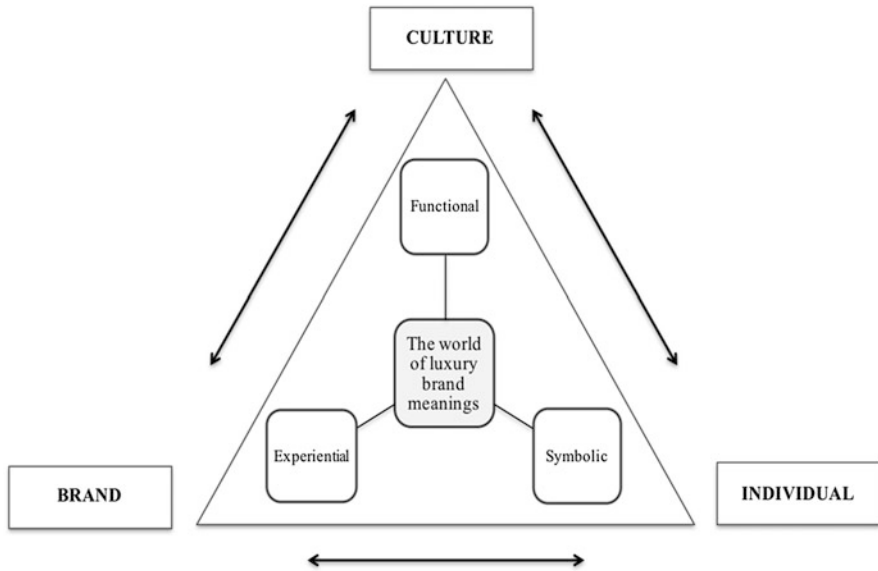 CULTURE
Functional
The world
of luxury
brand
meanings
Experiential
Symbolic
BRAND
INDIVIDUAL